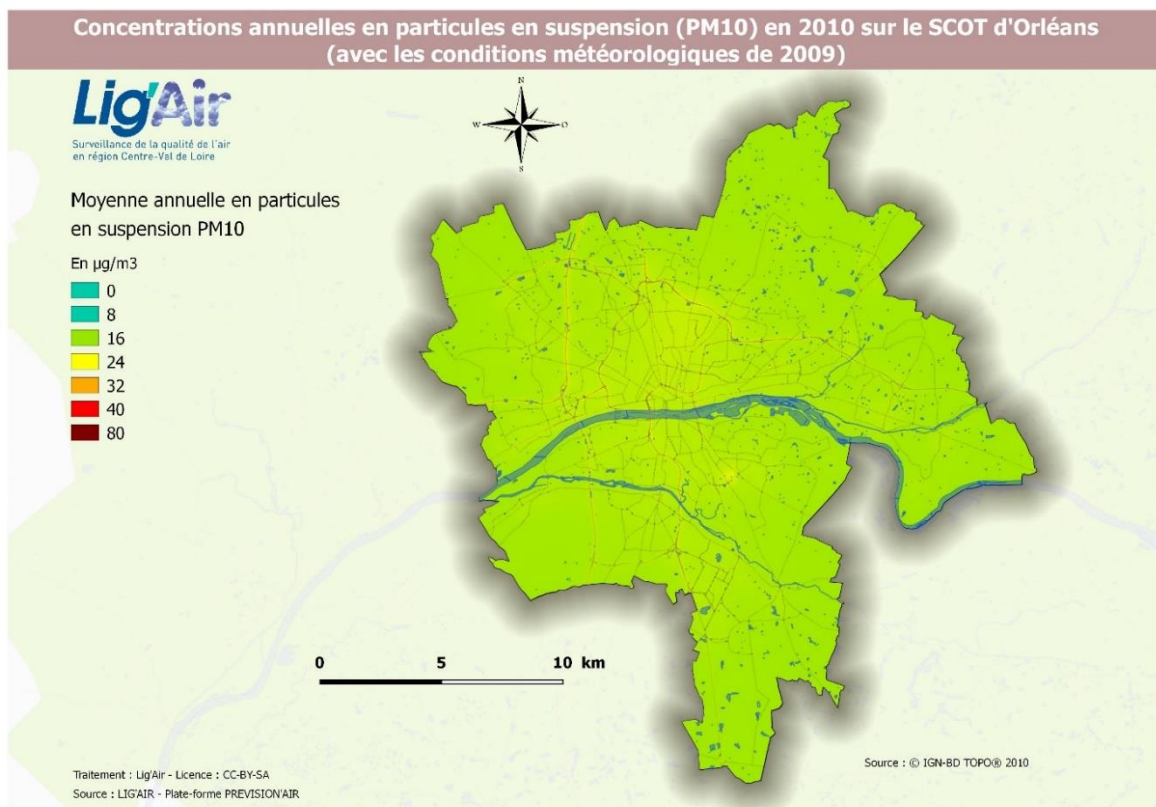 Concentrations annuelles en particules en suspension (PM10) en 2010 sur le SCOT d'Orléans
(avec les conditions météorologiques de 2009)
Lig'Air
Surveillance de la qualité de l'air
en région Centre-Val de Loire
N
W
O
S
Moyenne annuelle en particules
en suspension PM10
En µg/m3
0
8
16
24
32
40
80
0 5 10 km
Traitement : Lig'Air - Licence : CC-BY-SA
Source : LIG'AIR - Plate-forme PREVISION'AIR
Source : © IGN-BD TOPO® 2010